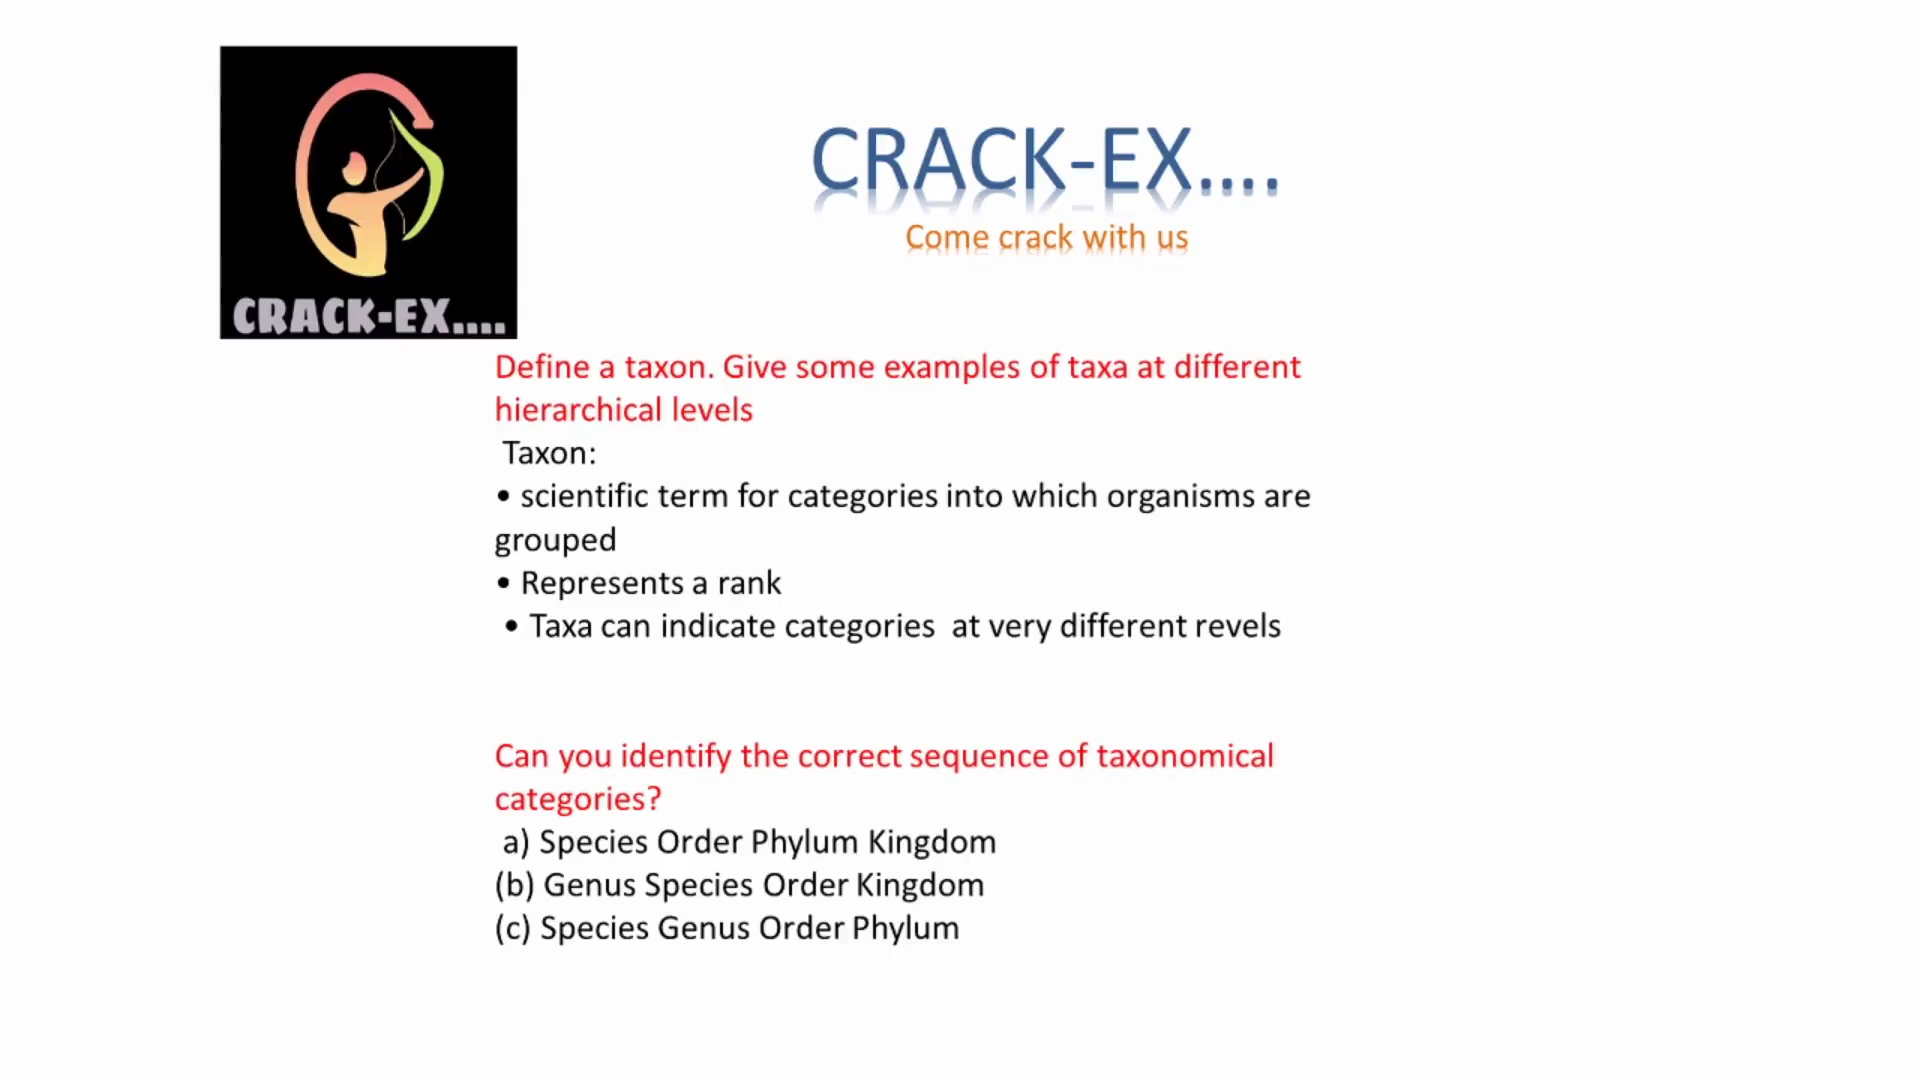 CRACK-EX....
CRACK-EX....
Come crack with us
Define a taxon. Give some examples of taxa at different
hierarchical levels
Taxon:
• scientific term for categories into which organisms are
grouped
• Represents a rank
• Taxa can indicate categories at very different revels
Can you identify the correct sequence of taxonomical
categories?
a) Species Order Phylum Kingdom
(b) Genus Species Order Kingdom
(c) Species Genus Order Phylum